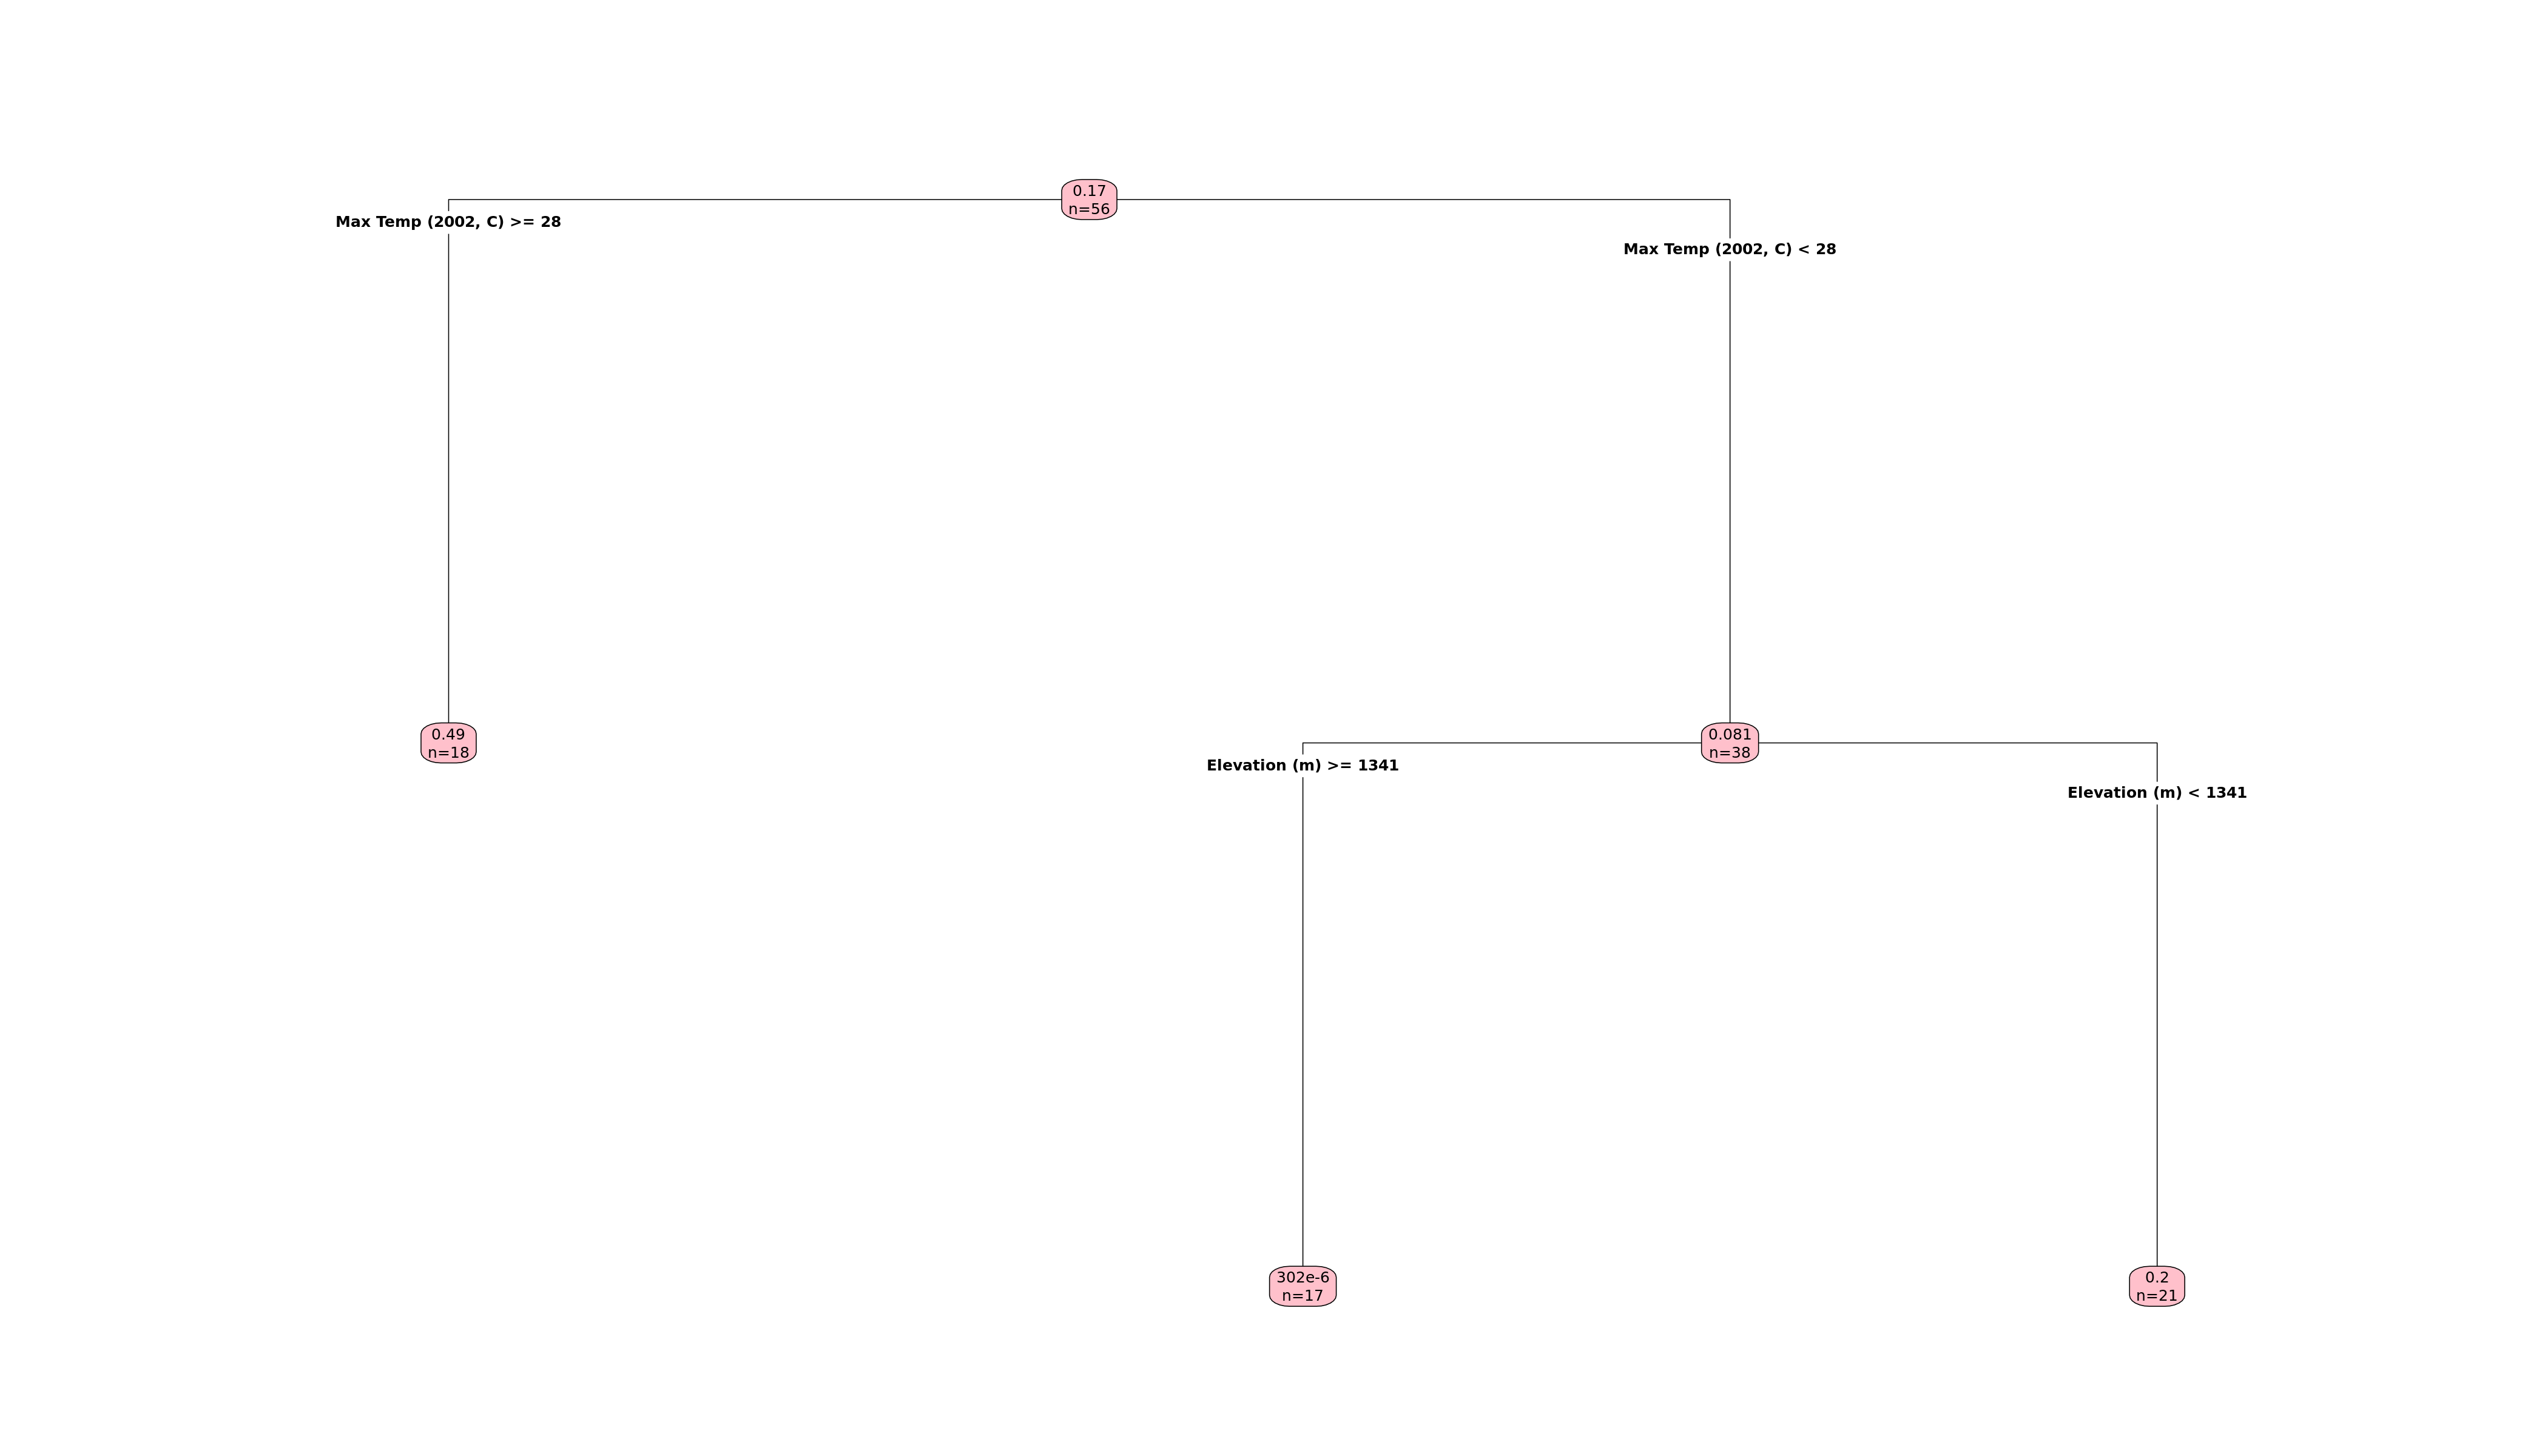 0.17
n=56
Max Temp (2002, C) >= 28
Max Temp (2002, C) < 28
0.49
n=18
0.081
n=38
Elevation (m) >= 1341
Elevation (m) < 1341
302e-6
n=17
0.2
n=21